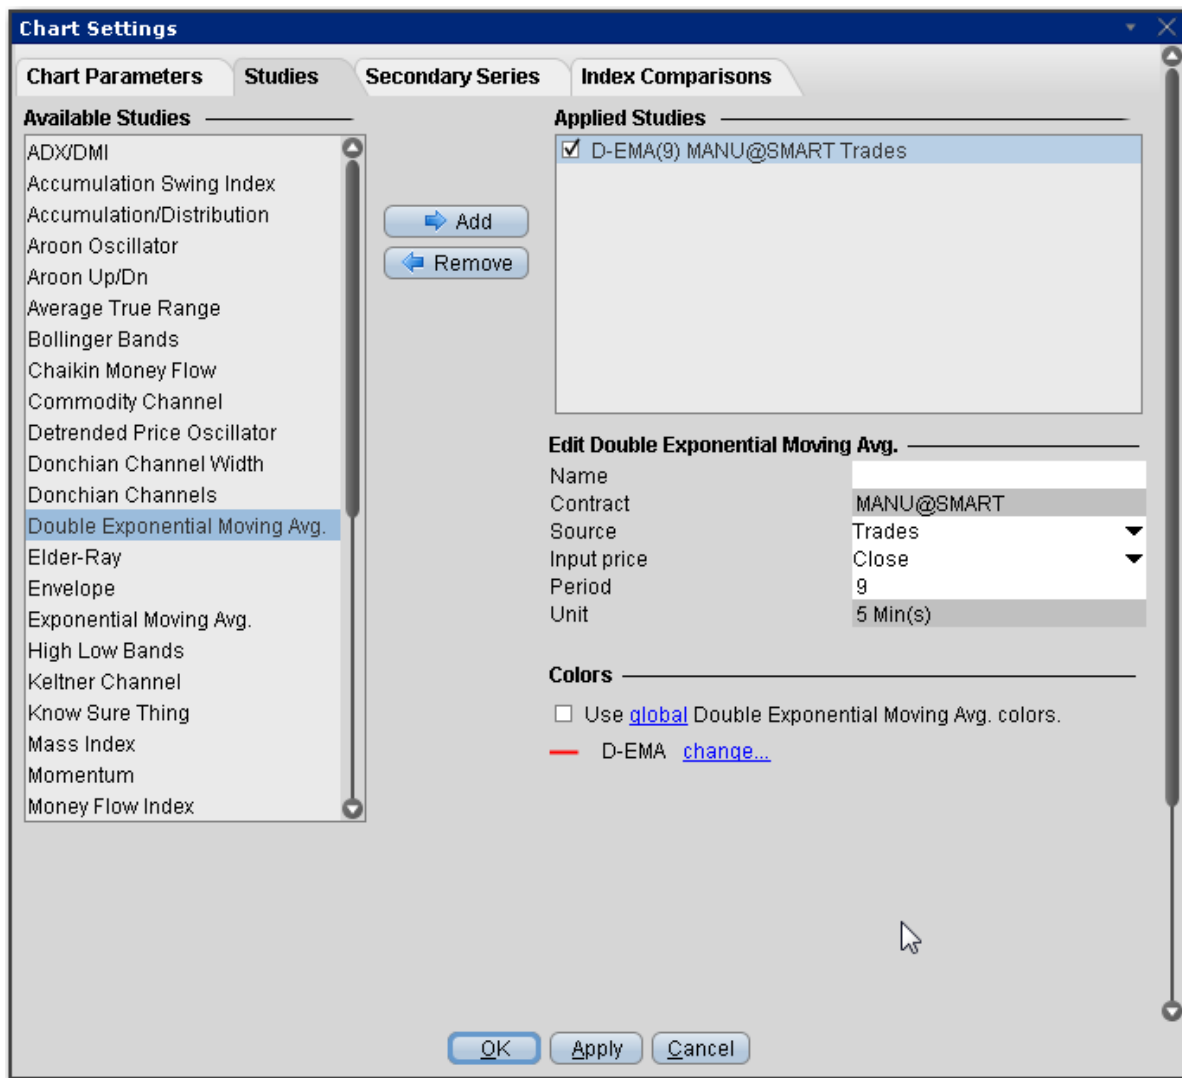 Chart Settings
Chart Parameters Studies Secondary Series Index Comparisons
Available Studies
ADX/DMI
Accumulation Swing Index
Accumulation/Distribution
Aroon Oscillator
Aroon Up/Dn
Average True Range
Bollinger Bands
Chaikin Money Flow
Commodity Channel
Detrended Price Oscillator
Donchian Channel Width
Donchian Channels
Double Exponential Moving Avg.
Elder-Ray
Envelope
Exponential Moving Avg.
High Low Bands
Keltner Channel
Know Sure Thing
Mass Index
Momentum
Money Flow Index
Add
Remove
Applied Studies
D-EMA(9) MANU@SMART Trades
Edit Double Exponential Moving Avg.
Name
Contract MANU@SMART
Source Trades
Input price Close
Period 9
Unit 5 Min(s)
Colors
Use global Double Exponential Moving Avg. colors.
D-EMA change...
OK Apply Cancel